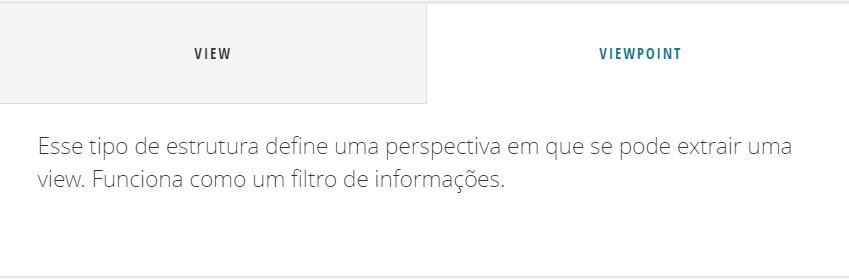 VIEW
VIEWPOINT
Esse tipo de estrutura define uma perspectiva em que se pode extrair uma
view. Funciona como um filtro de informações.